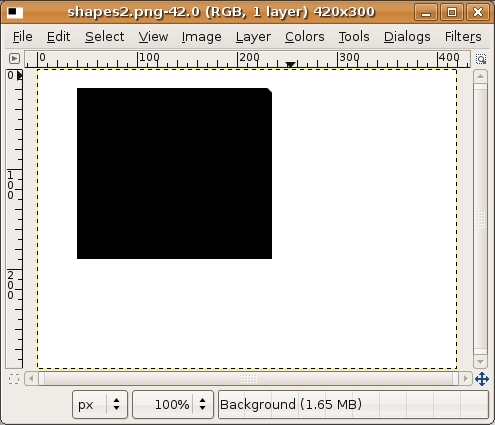 shapes2.png-42.0 (RGB, 1 layer) 420x300
File Edit Select View Image Layer Colors Tools Dialogs Filters
0 100 200 300 400
0
100
200
px 100% Background (1.65 MB)